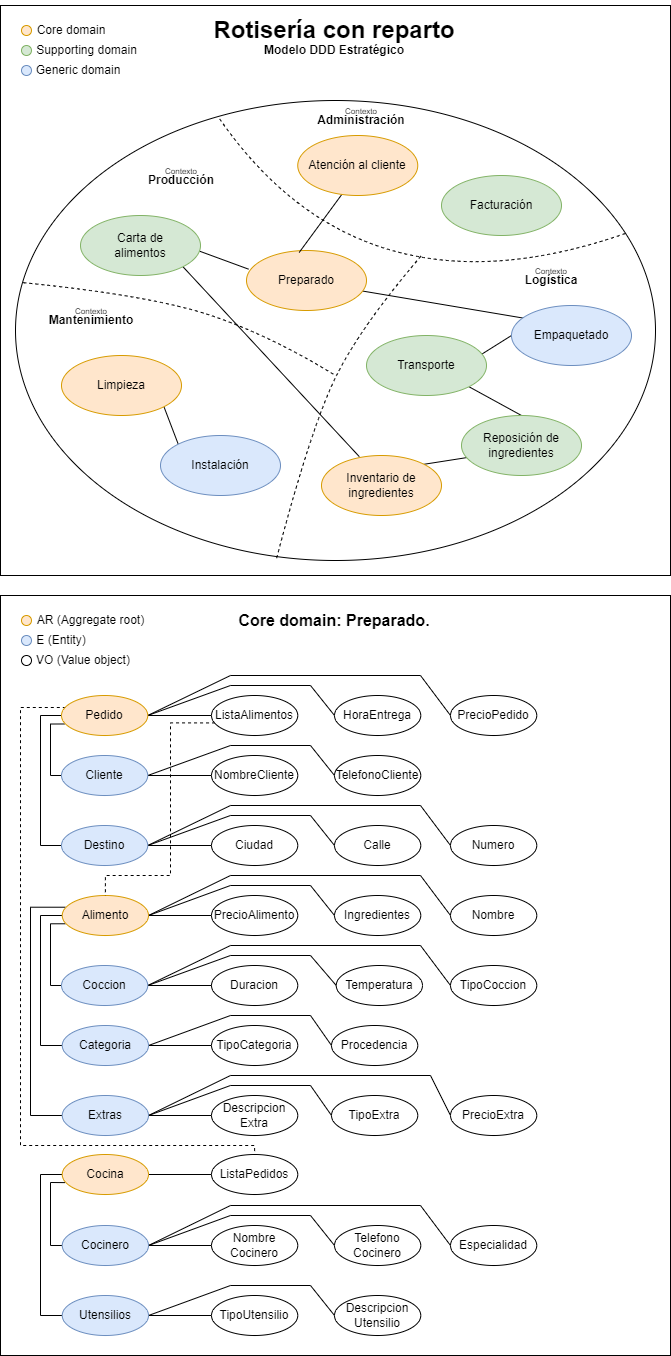 Rotisería con reparto
Modelo DDD Estratégico
Core domain
Supporting domain
Generic domain
Contexto
Administración
Atención al cliente
Facturación
Contexto
Producción
Carta de
alimentos
Preparado
Contexto
Logística
Empaquetado
Transporte
Reposición de
ingredientes
Inventario de
ingredientes
Contexto
Mantenimiento
Limpieza
Instalación
Core domain: Preparado.
AR (Aggregate root)
E (Entity)
VO (Value object)
Pedido
ListaAlimentos
HoraEntrega
PrecioPedido
Cliente
NombreCliente
TelefonoCliente
Destino
Ciudad
Calle
Numero
Alimento
PrecioAlimento
Ingredientes
Nombre
Coccion
Duracion
Temperatura
TipoCoccion
Categoria
TipoCategoria
Procedencia
Extras
Descripcion
Extra
TipoExtra
PrecioExtra
Cocina
ListaPedidos
Cocinero
Nombre
Cocinero
Telefono
Cocinero
Especialidad
Utensilios
TipoUtensilio
Descripcion
Utensilio